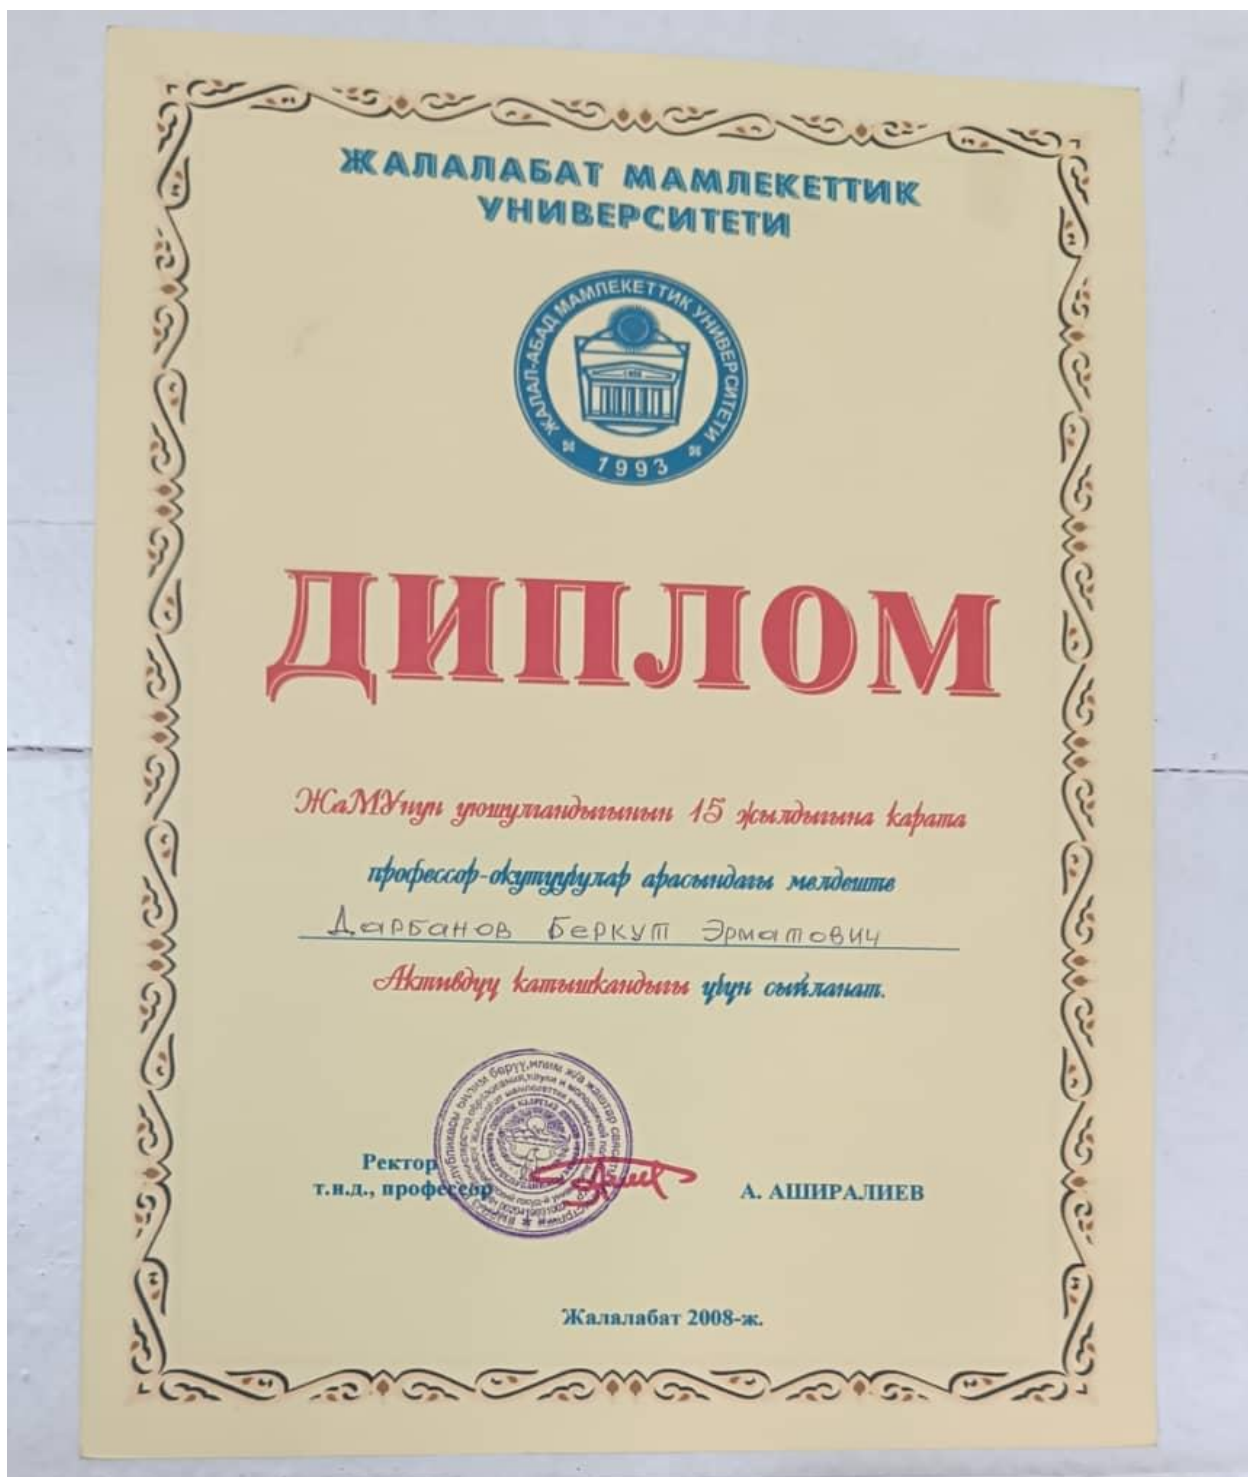 ЖАЛАЛАБАТ МАМЛЕКЕТТИК
УНИВЕРСИТЕТИ
ЖАЛАЛ-АБАД МАМЛЕКЕТТИК УНИВЕРСИТЕТИ
1993
ДИПЛОМ
ЖаМУнун уюшулгандыгынын 15 жылдыгына карата
профессор-окутуучулар арасындагы мелдеште
Дарбанов Беркут Эрматович
Активдүү катышкандыгы үчүн сыйланат.
Ректор
т.и.д., профессор
А. АШИРАЛИЕВ
Жалалабат 2008-ж.